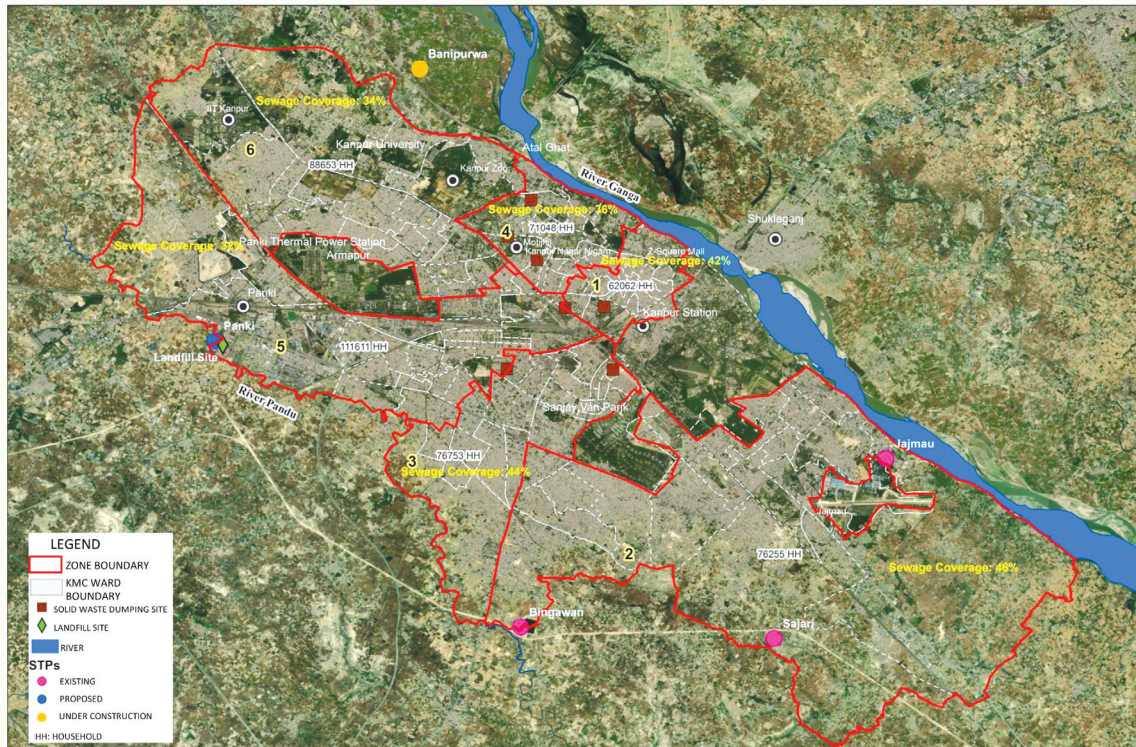 Banipurwa
Sewage Coverage: 34%
IIT Kanpur
Kanpur University
Atal Ghat
6
88653 HH
Kanpur Zoo
River Ganga
Sewage Coverage: 36%
Shuklaganj
71048 HH
4
Sewage Coverage: 32%
Panki Thermal Power Station
Armapur
Motijhil
Kanpur Nagar Nigam
Z Square Mall
Sewage Coverage: 42%
1
62062 HH
Panki
Kanpur Station
Panki
5
111611 HH
Landfill Site
River Pandu
Sanjay Van Park
Jajmau
76753 HH
3
Sewage Coverage: 44%
Jajmau
2
76255 HH
Sewage Coverage: 46%
Bingawan
Sajari
LEGEND
ZONE BOUNDARY
KMC WARD
BOUNDARY
SOLID WASTE DUMPING SITE
LANDFILL SITE
RIVER
STPs
EXISTING
PROPOSED
UNDER CONSTRUCTION
HH: HOUSEHOLD